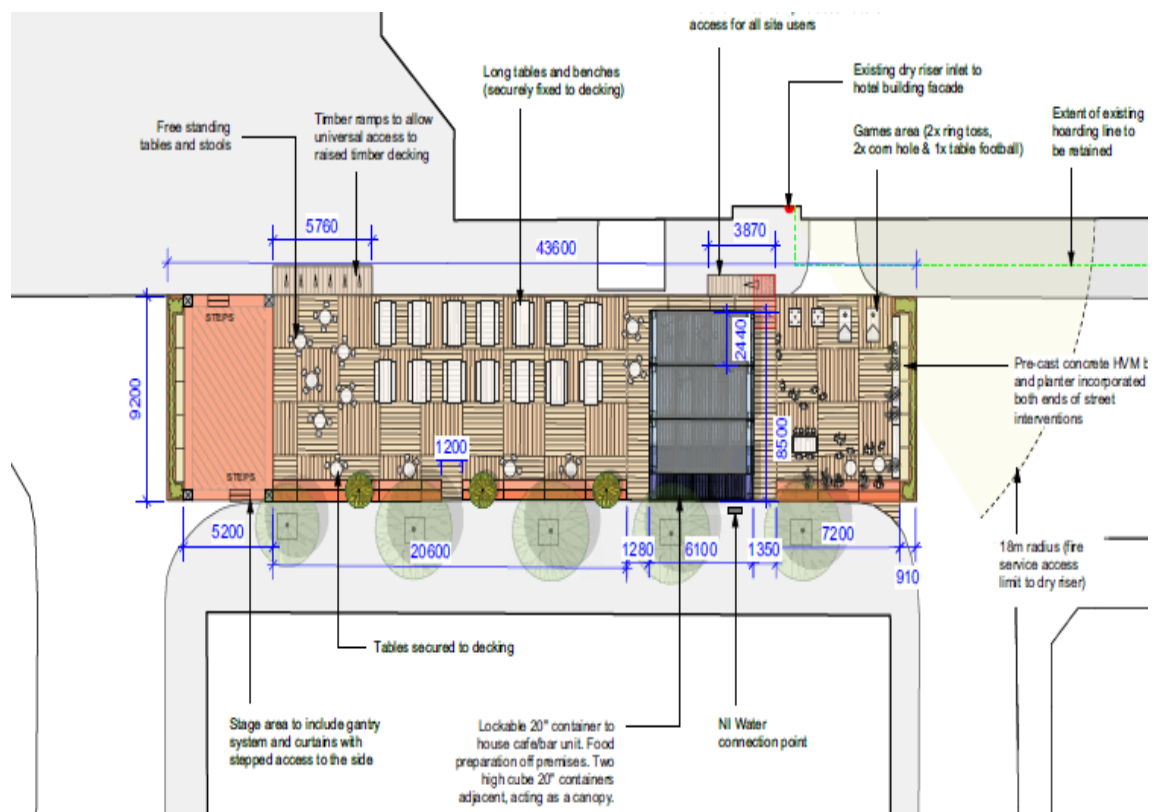 access for all site users
Long tables and benches
(securely fixed to decking)
Existing dry riser inlet to
hotel building facade
Free standing
tables and stools
Timber ramps to allow
universal access to
raised timber decking
Games area (2x ring toss,
2x corn hole & 1x table football)
Extent of existing
hoarding line to
be retained
5760
3870
43600
STEPS
2440
9200
Pre-cast concrete HVM b
and planter incorporated
both ends of street
interventions
8500
1200
STEPS
5200
20600
1280
6100
1350
7200
910
18m radius (fire
service access
limit to dry riser)
Tables secured to decking
Stage area to include gantry
system and curtains with
stepped access to the side
Lockable 20" container to
house cafe/bar unit. Food
preparation off premises. Two
high cube 20" containers
adjacent, acting as a canopy.
NI Water
connection point